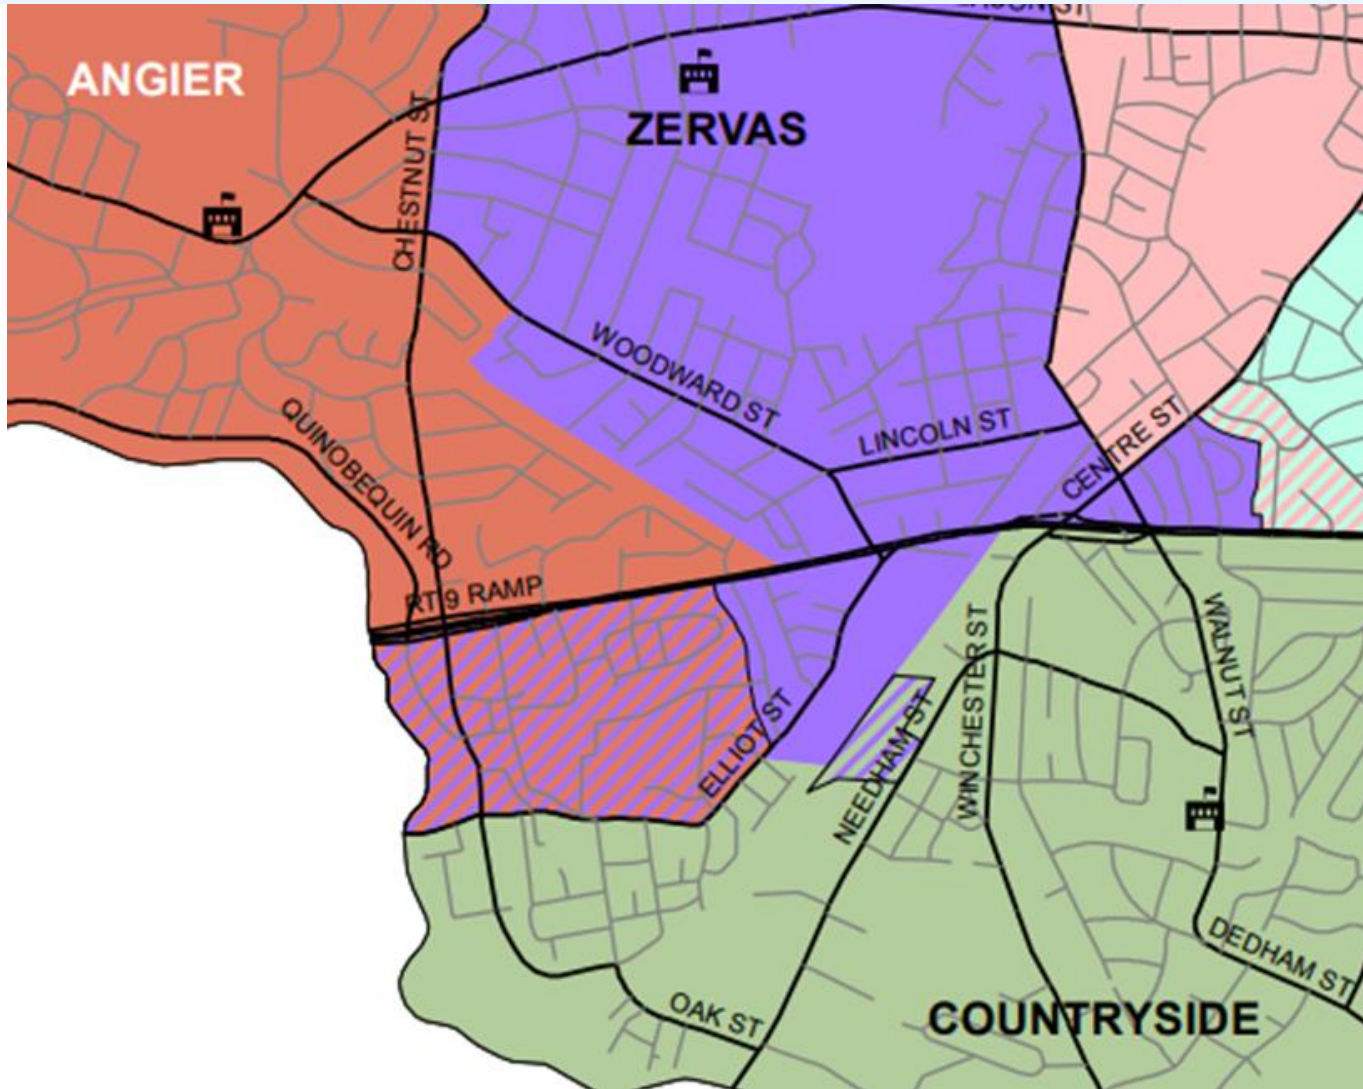 ANGIER
ZERVAS
CHESTNUT ST
WOODWARD ST
LINCOLN ST
CENTRE ST
QUINOBEQUIN RD
RT 9 RAMP
ELLIOT ST
NEEDHAM ST
WINCHESTER ST
WALNUT ST
DEDHAM ST
OAK ST
COUNTRYSIDE